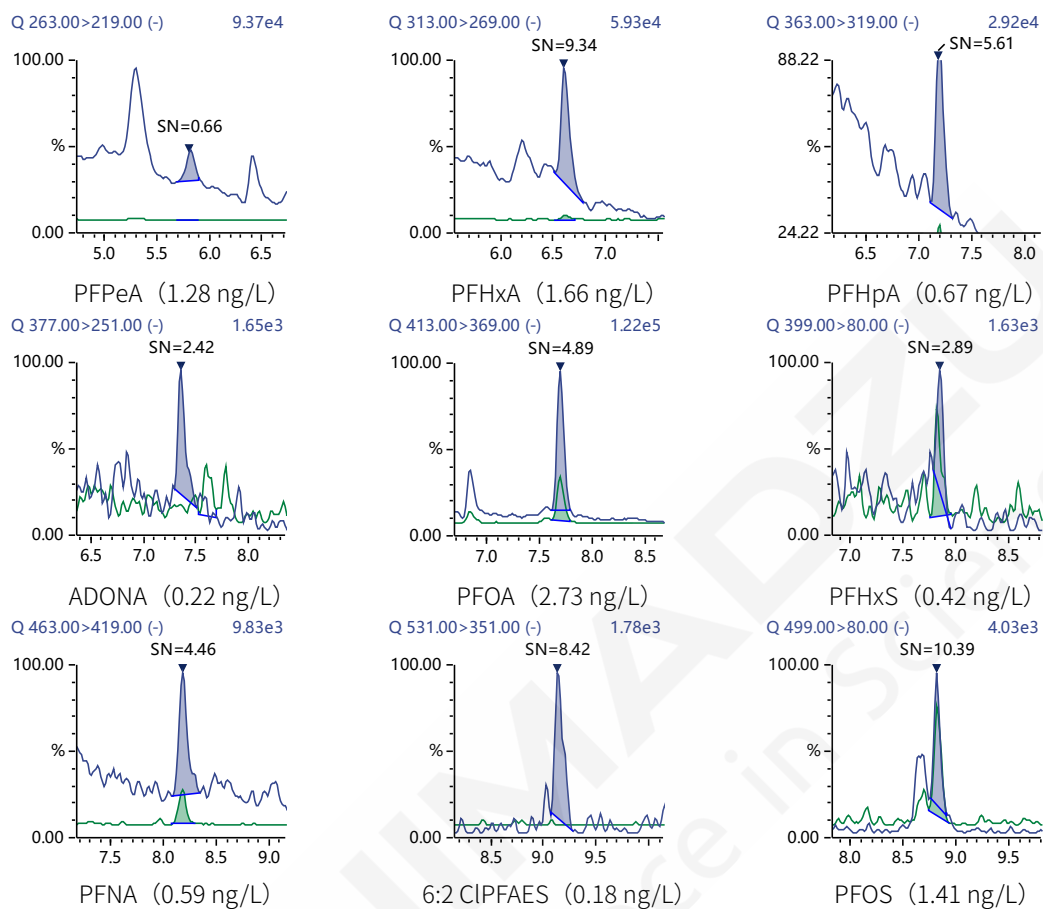 Q 263.00>219.00 (-) 9.37e4
SN=0.66
100.00
%
0.00
5.0 5.5 6.0 6.5
PFPeA（1.28 ng/L）
Q 313.00>269.00 (-) 5.93e4
SN=9.34
100.00
%
0.00
6.0 6.5 7.0
PFHxA（1.66 ng/L）
Q 363.00>319.00 (-) 2.92e4
SN=5.61
88.22
%
24.22
6.5 7.0 7.5 8.0
PFHpA（0.67 ng/L）
Q 377.00>251.00 (-) 1.65e3
SN=2.42
100.00
%
0.00
6.5 7.0 7.5 8.0
ADONA（0.22 ng/L）
Q 413.00>369.00 (-) 1.22e5
SN=4.89
100.00
%
0.00
7.0 7.5 8.0 8.5
PFOA（2.73 ng/L）
Q 399.00>80.00 (-) 1.63e3
SN=2.89
100.00
%
0.00
7.0 7.5 8.0 8.5
PFHxS（0.42 ng/L）
Q 463.00>419.00 (-) 9.83e3
SN=4.46
100.00
%
0.00
7.5 8.0 8.5 9.0
PFNA（0.59 ng/L）
Q 531.00>351.00 (-) 1.78e3
SN=8.42
100.00
%
0.00
8.5 9.0 9.5 10.0
6:2 ClPFAES（0.18 ng/L）
Q 499.00>80.00 (-) 4.03e3
SN=10.39
100.00
%
0.00
8.0 8.5 9.0 9.5
PFOS（1.41 ng/L）